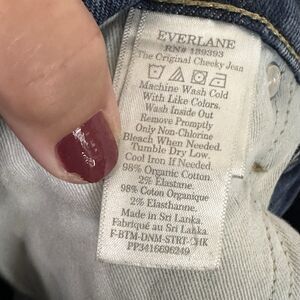 EVERLANE
RN# 139393
The Original Cheeky Jean
Machine Wash Cold
With Like Colors.
Wash Inside Out
Remove Promptly
Only Non-Chlorine
Bleach When Needed.
Tumble Dry Low.
Cool Iron If Needed.
98% Organic Cotton.
2% Elastane.
98% Coton Organique
2% Elasthanne.
Made in Sri Lanka.
Fabriqué au Sri Lanka.
F-BTM-DNM-STRT-CHK
PP3416696249